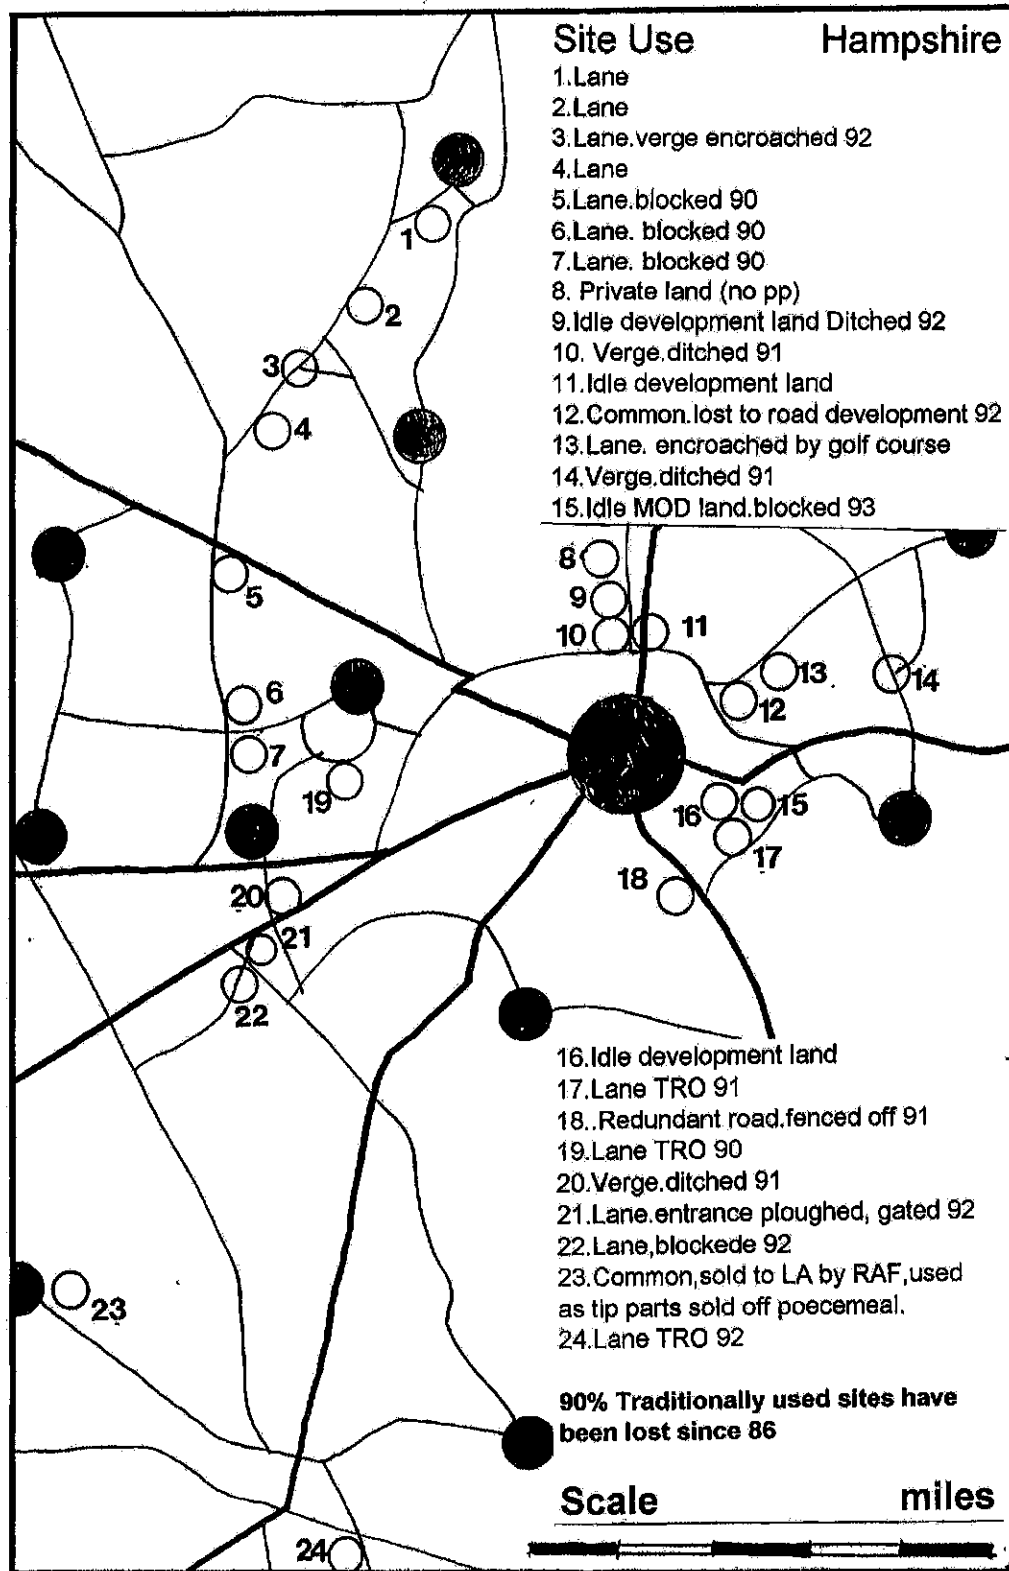 Site Use Hampshire
1.Lane
2.Lane
3.Lane.verge encroached 92
4.Lane
5.Lane.blocked 90
6.Lane. blocked 90
7.Lane. blocked 90
8. Private land (no pp)
9.Idle development land Ditched 92
10. Verge.ditched 91
11.Idle development land
12.Common.lost to road development 92
13.Lane. encroached by golf course
14.Verge.ditched 91
15.Idle MOD land.blocked 93
1
2
3
4
5
6
7
8
9
10
11
12
13
14
15
16
17
18
19
20
21
22
23
24
16.Idle development land
17.Lane TRO 91
18..Redundant road.fenced off 91
19.Lane TRO 90
20.Verge.ditched 91
21.Lane.entrance ploughed, gated 92
22.Lane,blockede 92
23.Common,sold to LA by RAF,used
as tip parts sold off poecemeal.
24.Lane TRO 92
90% Traditionally used sites have
been lost since 86
Scale miles